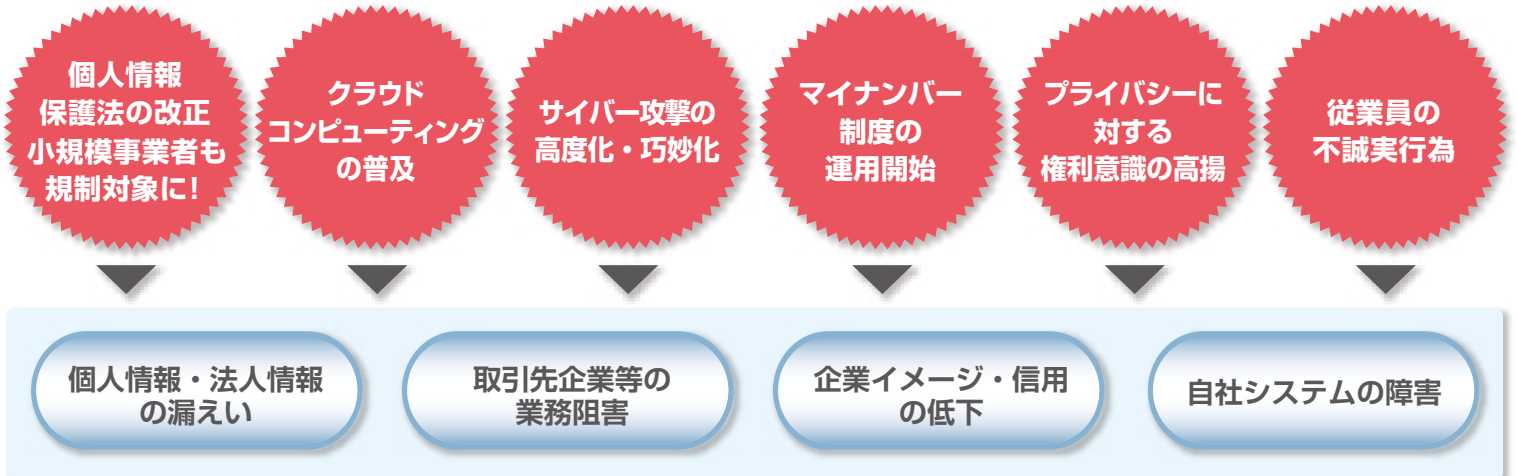 個人情報
保護法の改正
小規模事業者も
規制対象に!
クラウド
コンピューティング
の普及
サイバー攻撃の
高度化・巧妙化
マイナンバー
制度の
運用開始
プライバシーに
対する
権利意識の高揚
従業員の
不誠実行為
個人情報・法人情報
の漏えい
取引先企業等の
業務阻害
企業イメージ・信用
の低下
自社システムの障害